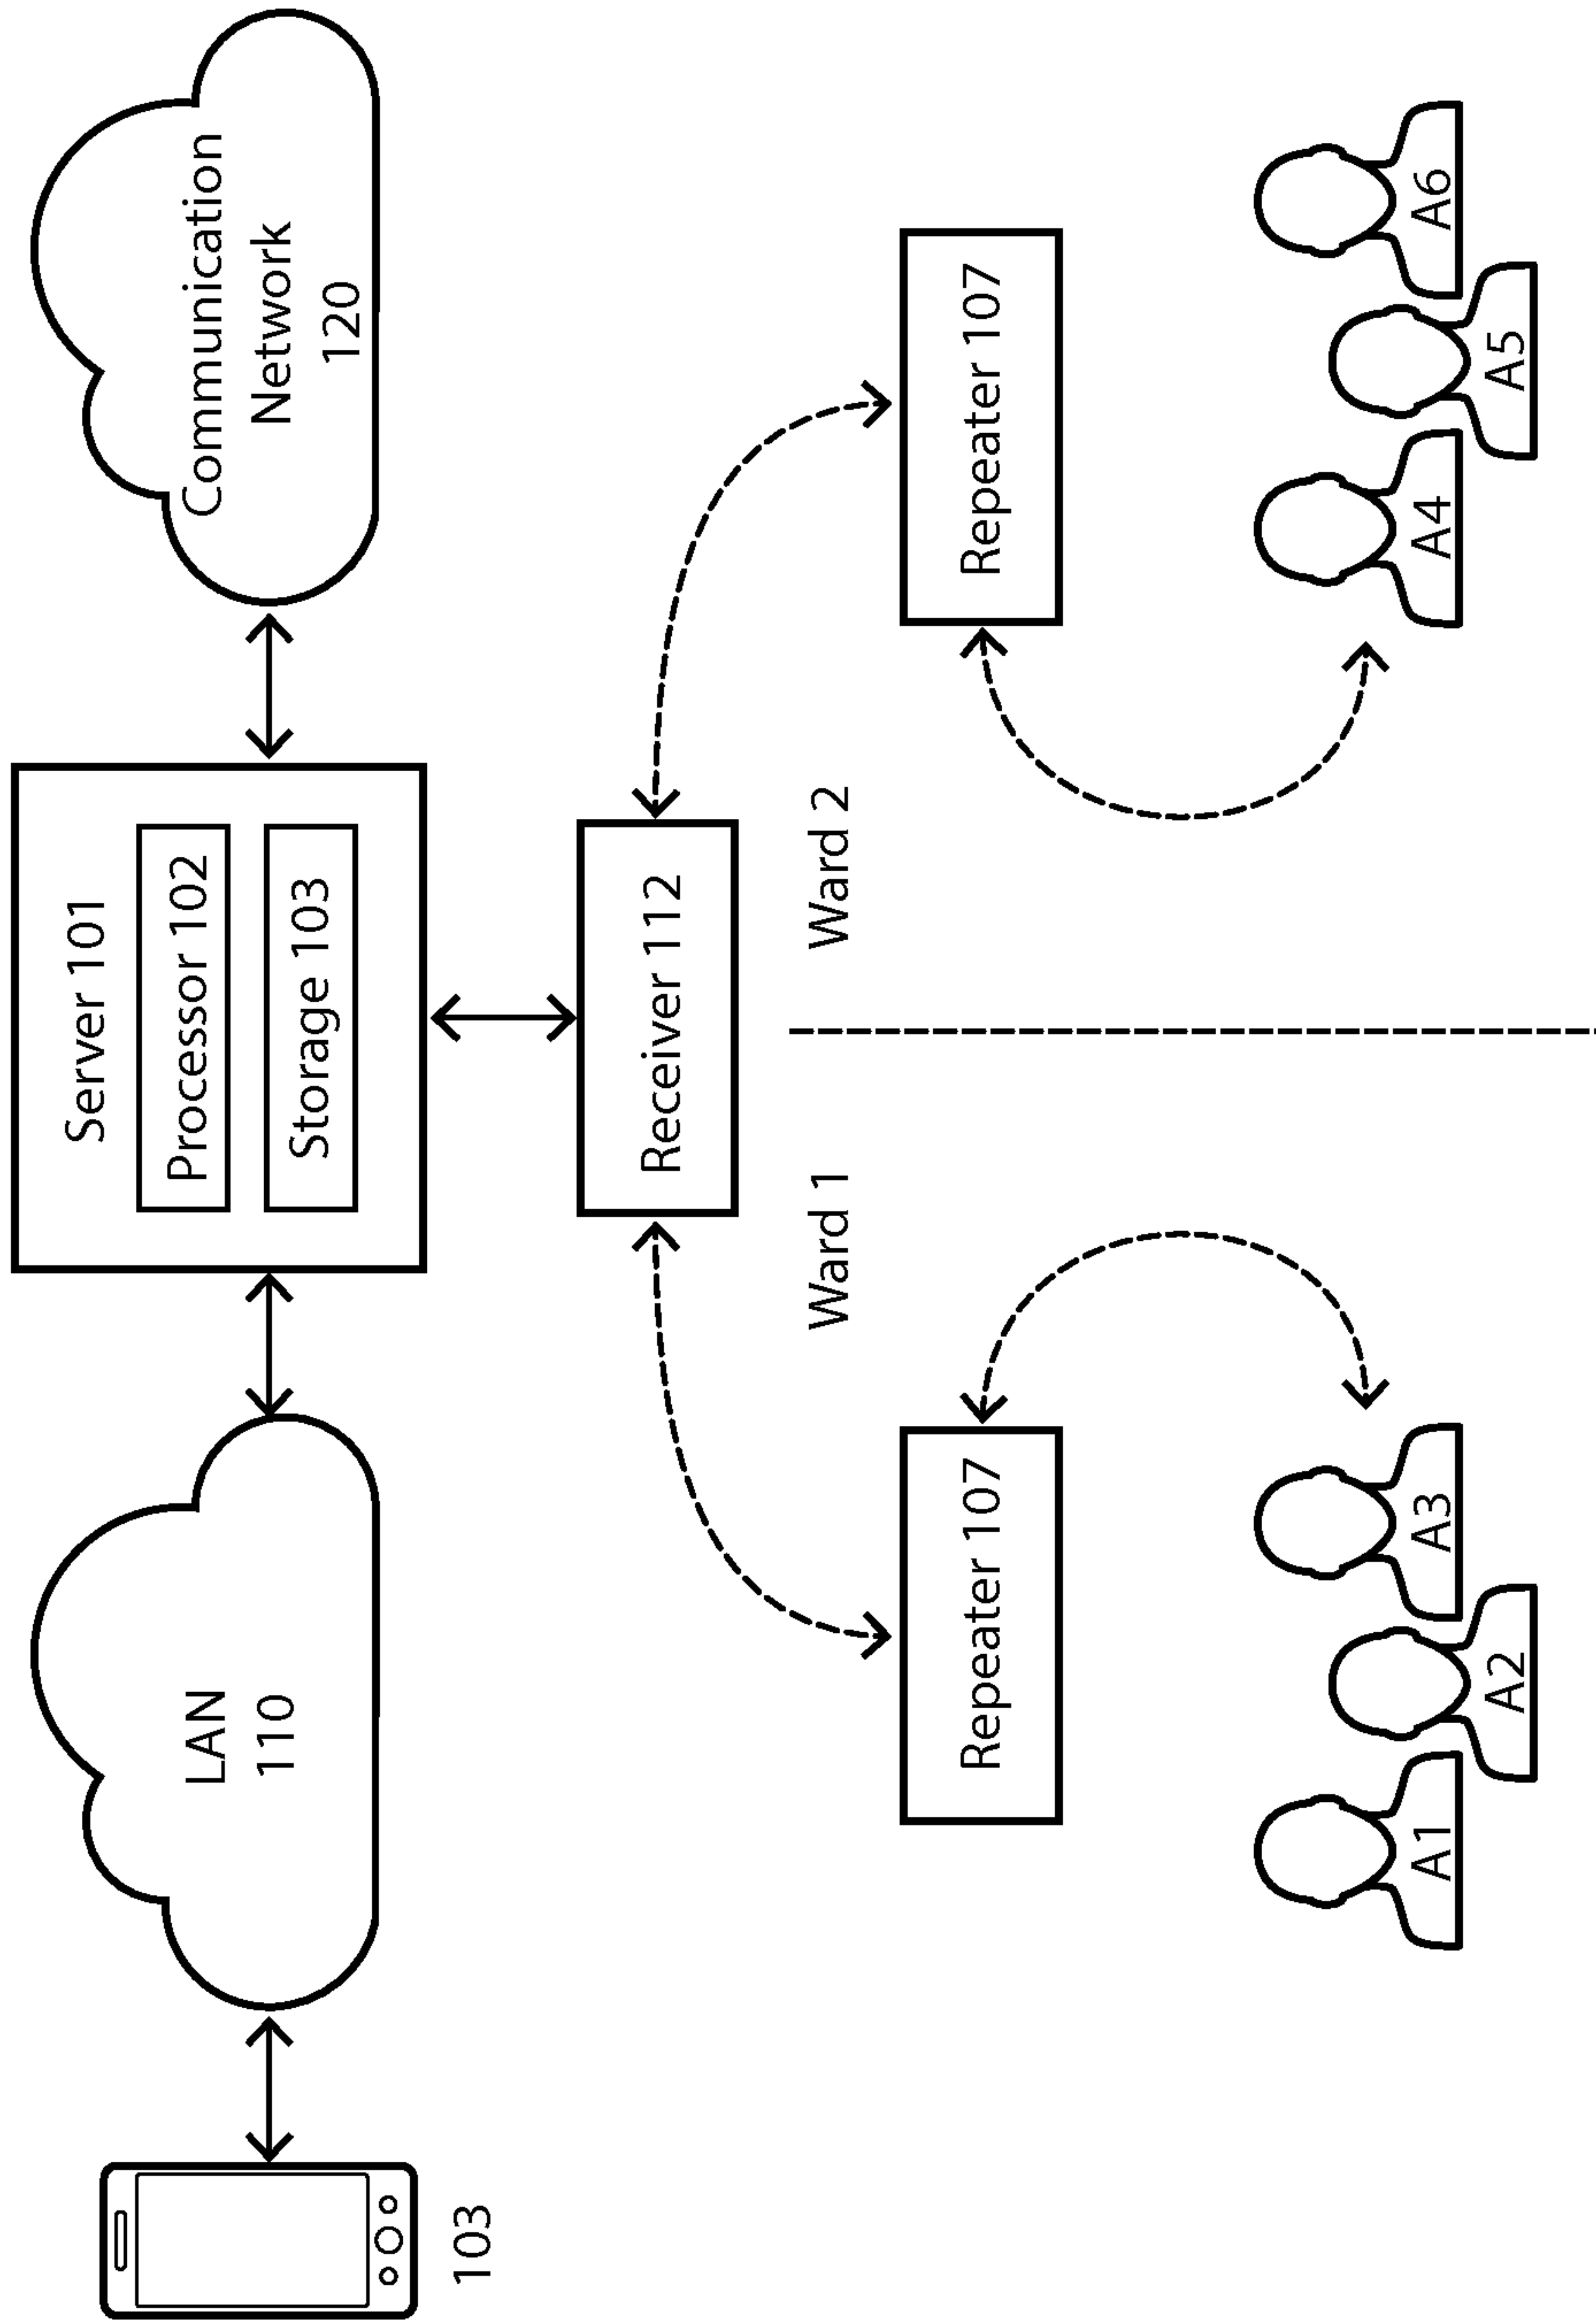 Server 101
Communication
Network
120
LAN
110
Processor 102
Storage 103
103
Receiver 112
Ward 1
Ward 2
Repeater 107
Repeater 107
A1
A3
A4
A6
A2
A5